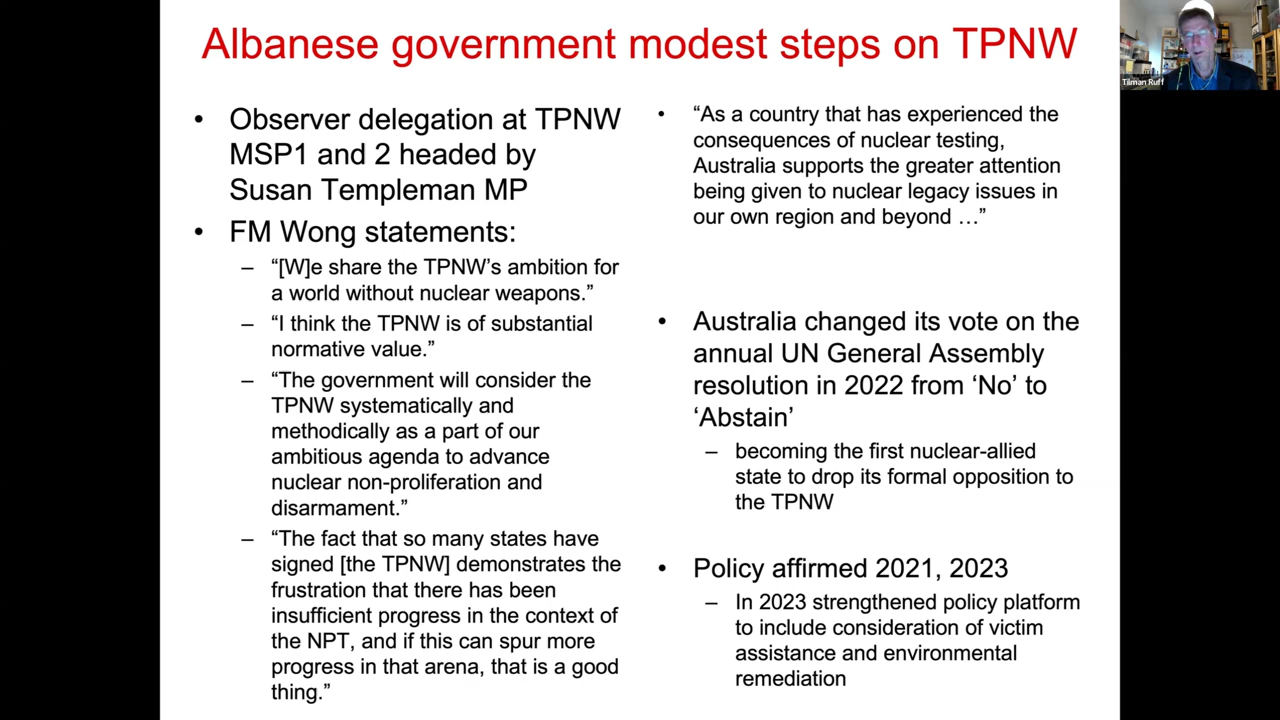 Albanese government modest steps on TPNW
• Observer delegation at TPNW
MSP1 and 2 headed by
Susan Templeman MP
• FM Wong statements:
– “[W]e share the TPNW’s ambition for
a world without nuclear weapons.”
– “I think the TPNW is of substantial
normative value.”
– “The government will consider the
TPNW systematically and
methodically as a part of our
ambitious agenda to advance
nuclear non-proliferation and
disarmament.”
– “The fact that so many states have
signed [the TPNW] demonstrates the
frustration that there has been
insufficient progress in the context of
the NPT, and if this can spur more
progress in that arena, that is a good
thing.”
• “As a country that has experienced the
consequences of nuclear testing,
Australia supports the greater attention
being given to nuclear legacy issues in
our own region and beyond …”
• Australia changed its vote on the
annual UN General Assembly
resolution in 2022 from ‘No’ to
‘Abstain’
– becoming the first nuclear-allied
state to drop its formal opposition to
the TPNW
• Policy affirmed 2021, 2023
– In 2023 strengthened policy platform
to include consideration of victim
assistance and environmental
remediation
Tilman Ruff